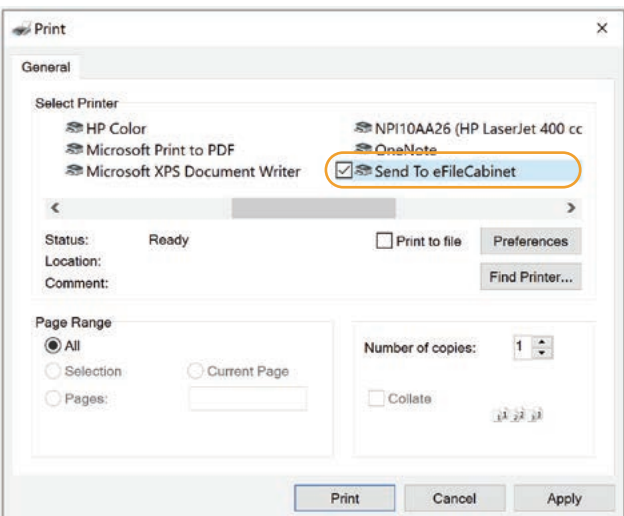 Print
General
Select Printer
HP Color
Microsoft Print to PDF
Microsoft XPS Document Writer
NPI10AA26 (HP LaserJet 400 cc
OneNote
Send To eFileCabinet
Status: Ready
Location:
Comment:
Print to file
Preferences
Find Printer...
Page Range
All
Selection
Current Page
Pages:
Number of copies: 1
Collate
Print
Cancel
Apply